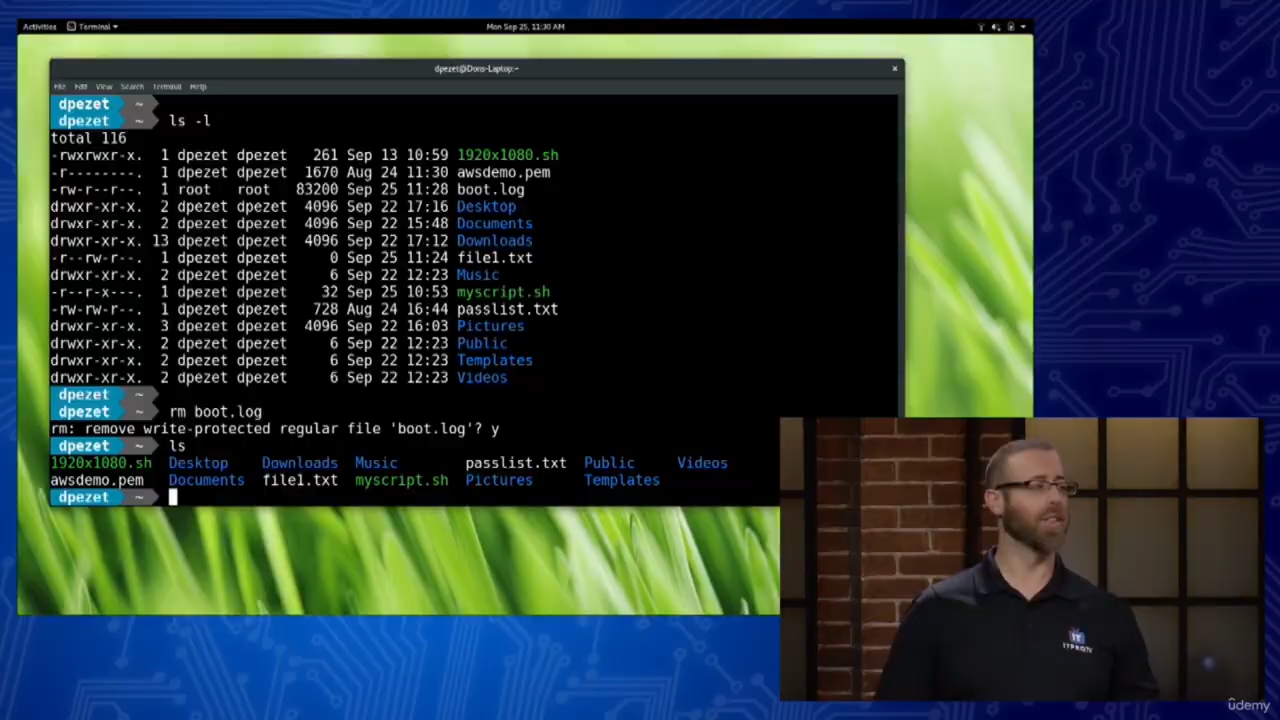 Activities Terminal Mon Sep 25, 11:30 AM
dpezet@Dons-Laptop:~ ×
File Edit View Search Terminal Help
dpezet ~
dpezet ~ ls -l
total 116
-rwxrwxr-x. 1 dpezet dpezet 261 Sep 13 10:59 1920x1080.sh
-r--------. 1 dpezet dpezet 1670 Aug 24 11:30 awsdemo.pem
-rw-r--r--. 1 root root 83200 Sep 25 11:28 boot.log
drwxr-xr-x. 2 dpezet dpezet 4096 Sep 22 17:16 Desktop
drwxr-xr-x. 2 dpezet dpezet 4096 Sep 22 15:48 Documents
drwxr-xr-x. 13 dpezet dpezet 4096 Sep 22 17:12 Downloads
-r--rw-r--. 1 dpezet dpezet 0 Sep 25 11:24 file1.txt
drwxr-xr-x. 2 dpezet dpezet 6 Sep 22 12:23 Music
-r--r-x---. 1 dpezet dpezet 32 Sep 25 10:53 myscript.sh
-rw-rw-r--. 1 dpezet dpezet 728 Aug 24 16:44 passlist.txt
drwxr-xr-x. 3 dpezet dpezet 4096 Sep 22 16:03 Pictures
drwxr-xr-x. 2 dpezet dpezet 6 Sep 22 12:23 Public
drwxr-xr-x. 2 dpezet dpezet 6 Sep 22 12:23 Templates
drwxr-xr-x. 2 dpezet dpezet 6 Sep 22 12:23 Videos
dpezet ~
dpezet ~ rm boot.log
rm: remove write-protected regular file 'boot.log'? y
dpezet ~ ls
1920x1080.sh Desktop Downloads Music passlist.txt Public Videos
awsdemo.pem Documents file1.txt myscript.sh Pictures Templates
dpezet ~
IT
ITPROTV
ûdemy